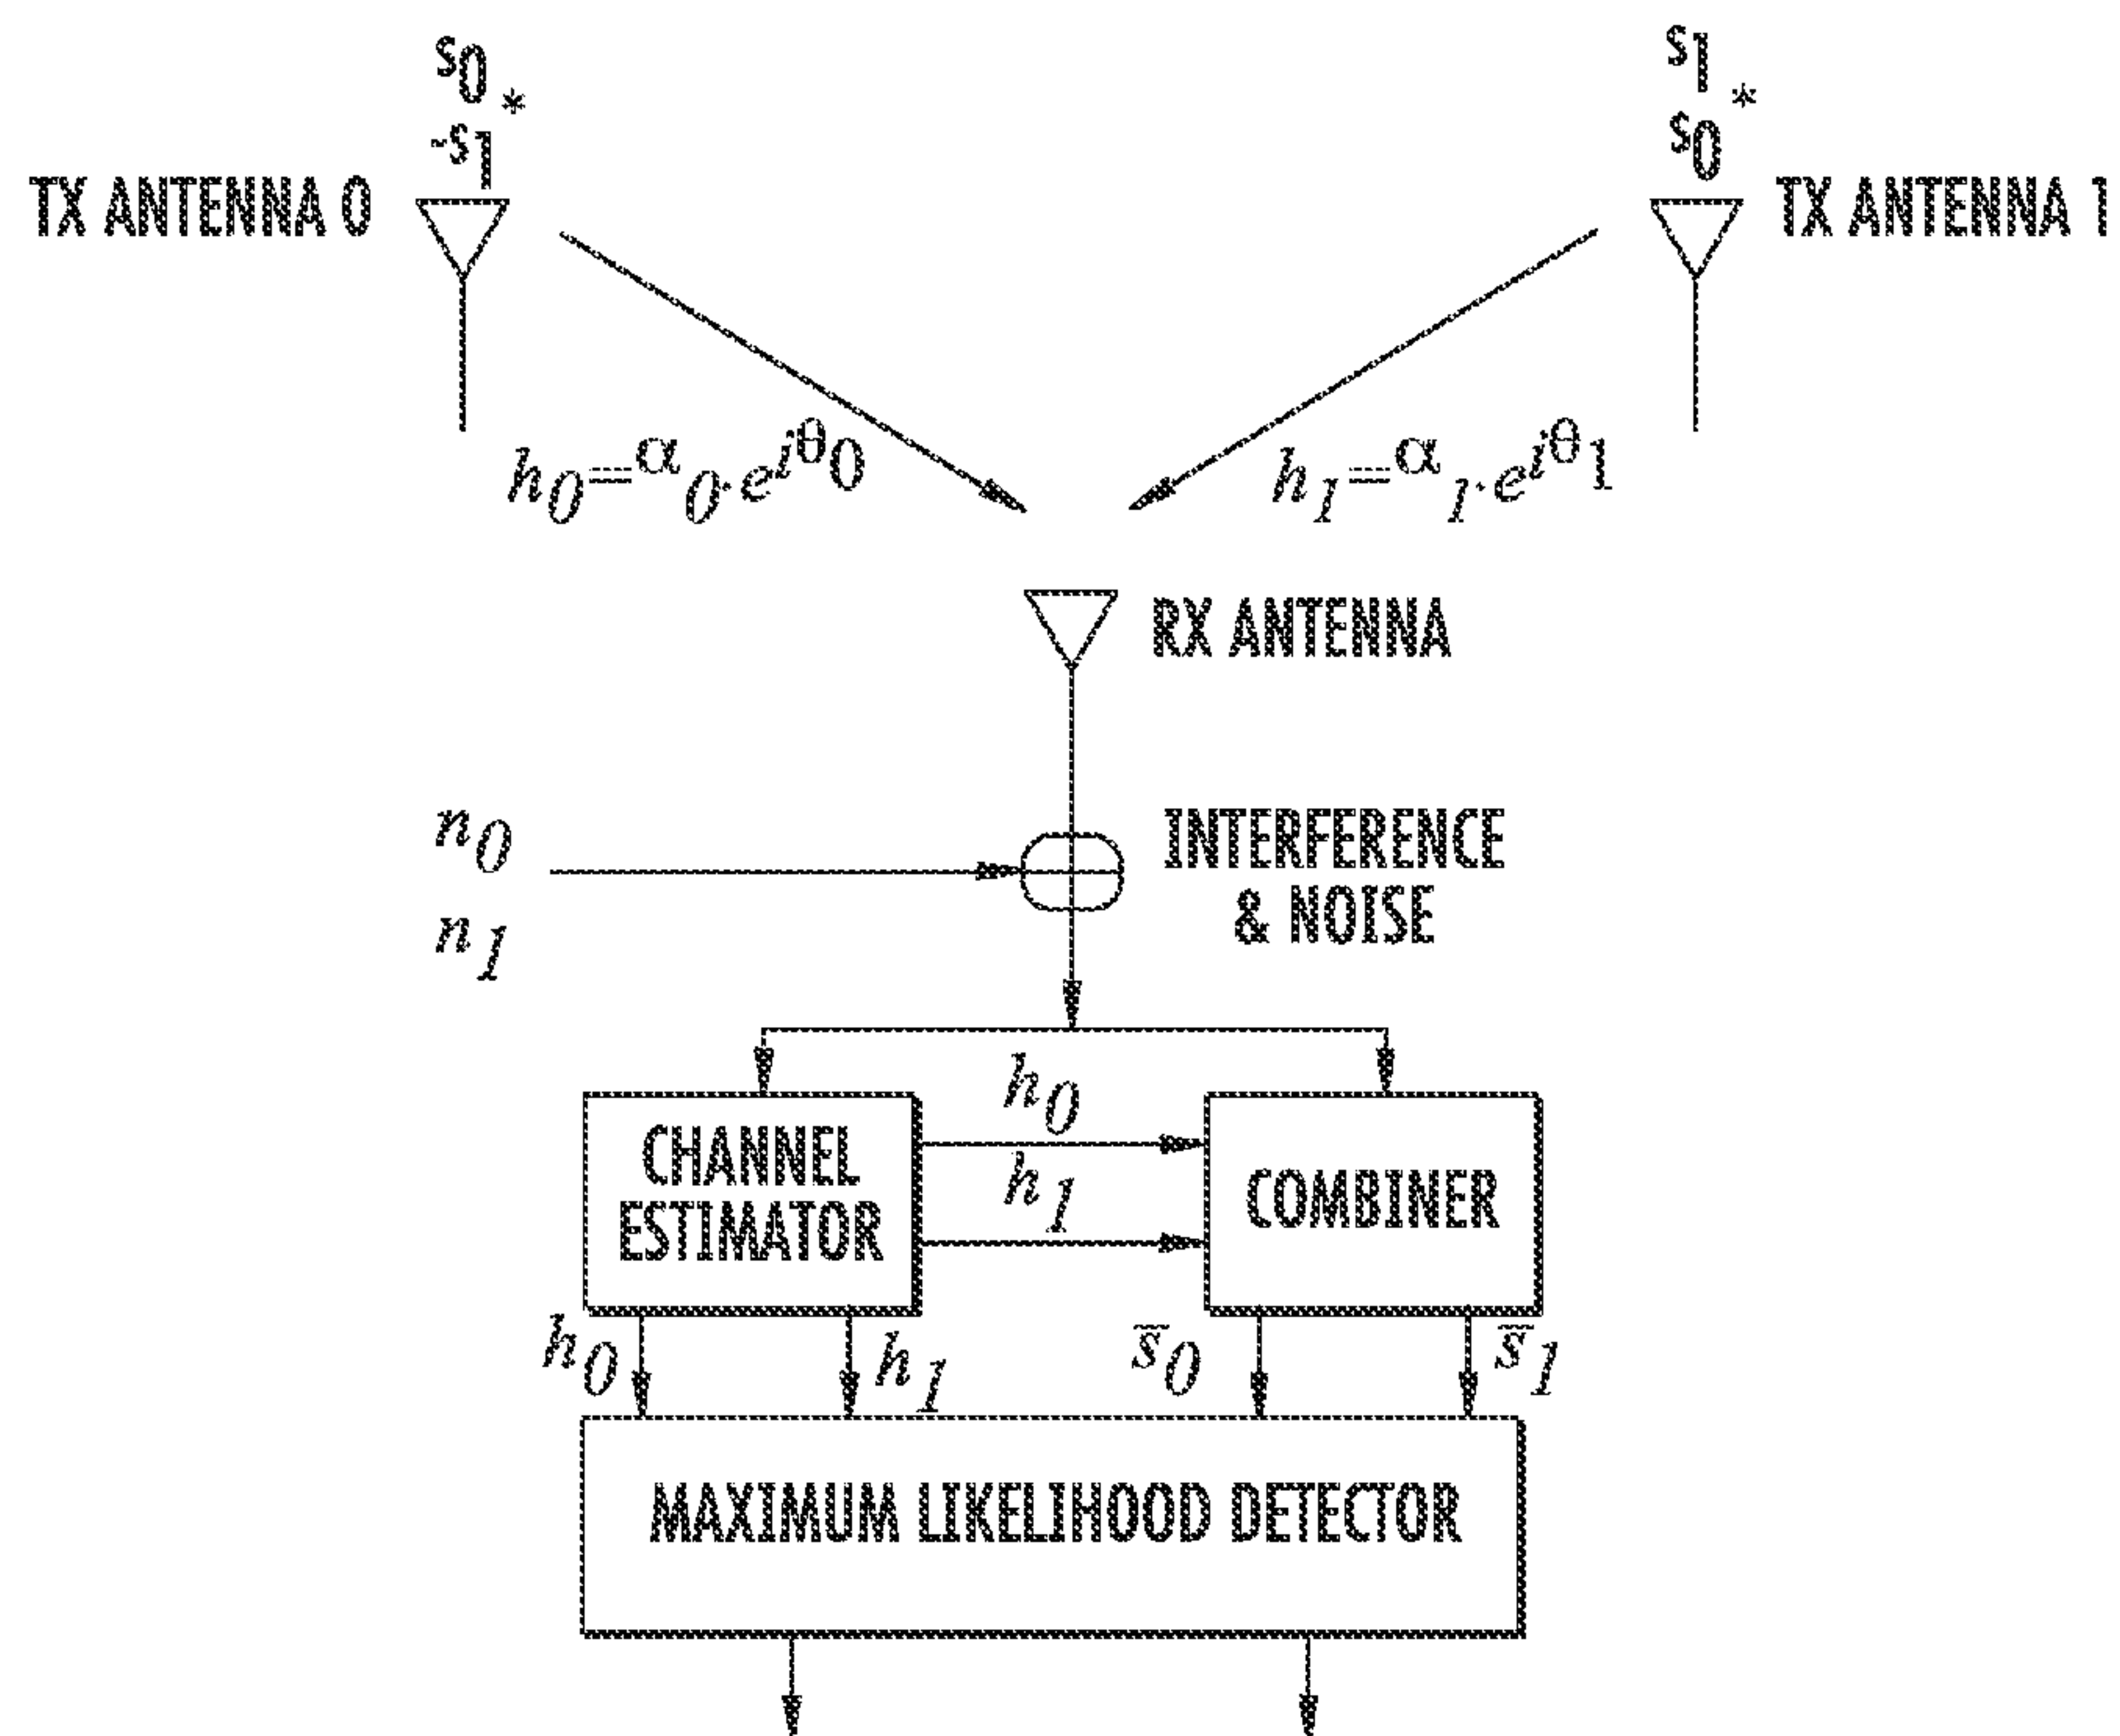 s0
-s1*
s1
s0*
TX ANTENNA 0
TX ANTENNA 1
h0=α0·e^iθ0
h1=α1·e^iθ1
RX ANTENNA
n0
n1
INTERFERENCE
& NOISE
h0
h1
CHANNEL
ESTIMATOR
COMBINER
h0
h1
s̄0
s̄1
MAXIMUM LIKELIHOOD DETECTOR